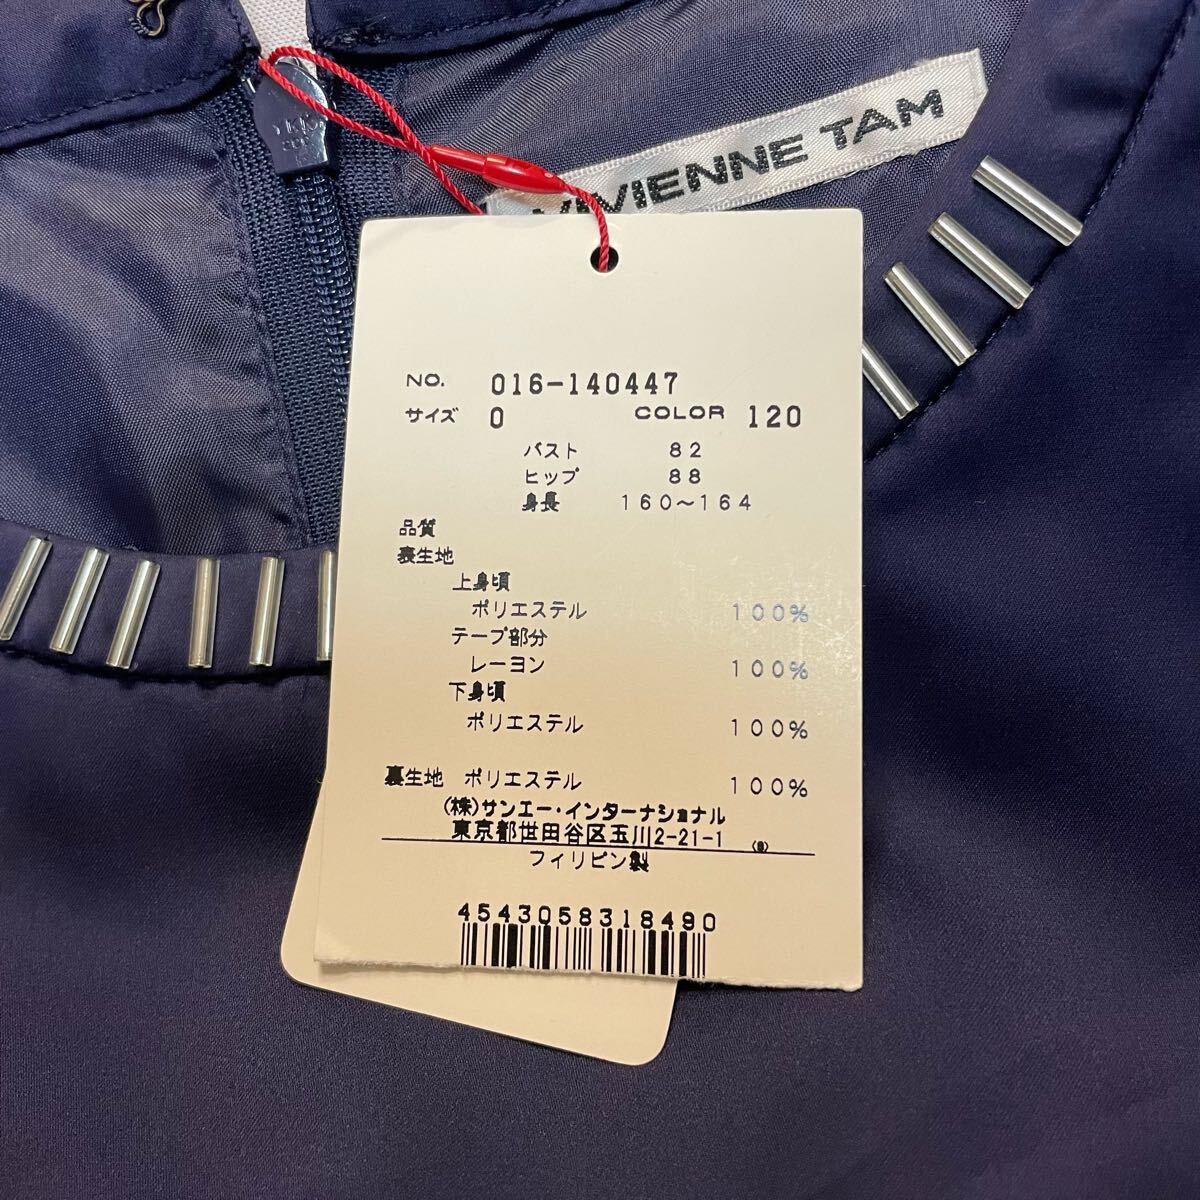 VIVIENNE TAM
NO. 016-140447
サイズ 0 COLOR 120
バスト 82
ヒップ 88
身長 160〜164
品質
表生地
上身頃
ポリエステル 100%
テープ部分
レーヨン 100%
下身頃
ポリエステル 100%
裏生地 ポリエステル 100%
(株)サンエー・インターナショナル
東京都世田谷区玉川2-21-1
フィリピン製
4543058318490